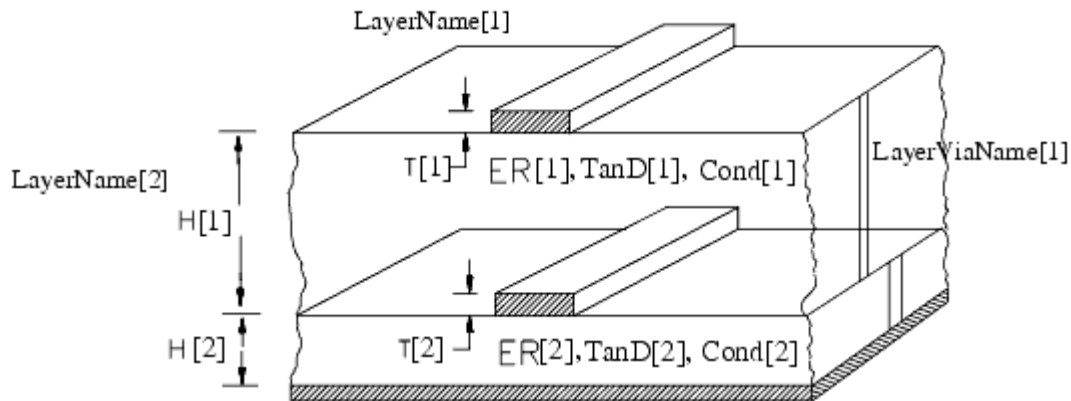 LayerName[1]
T[1]
ER[1], TanD[1], Cond[1]
LayerViaName[1]
LayerName[2]
H[1]
H[2]
T[2]
ER[2], TanD[2], Cond[2]